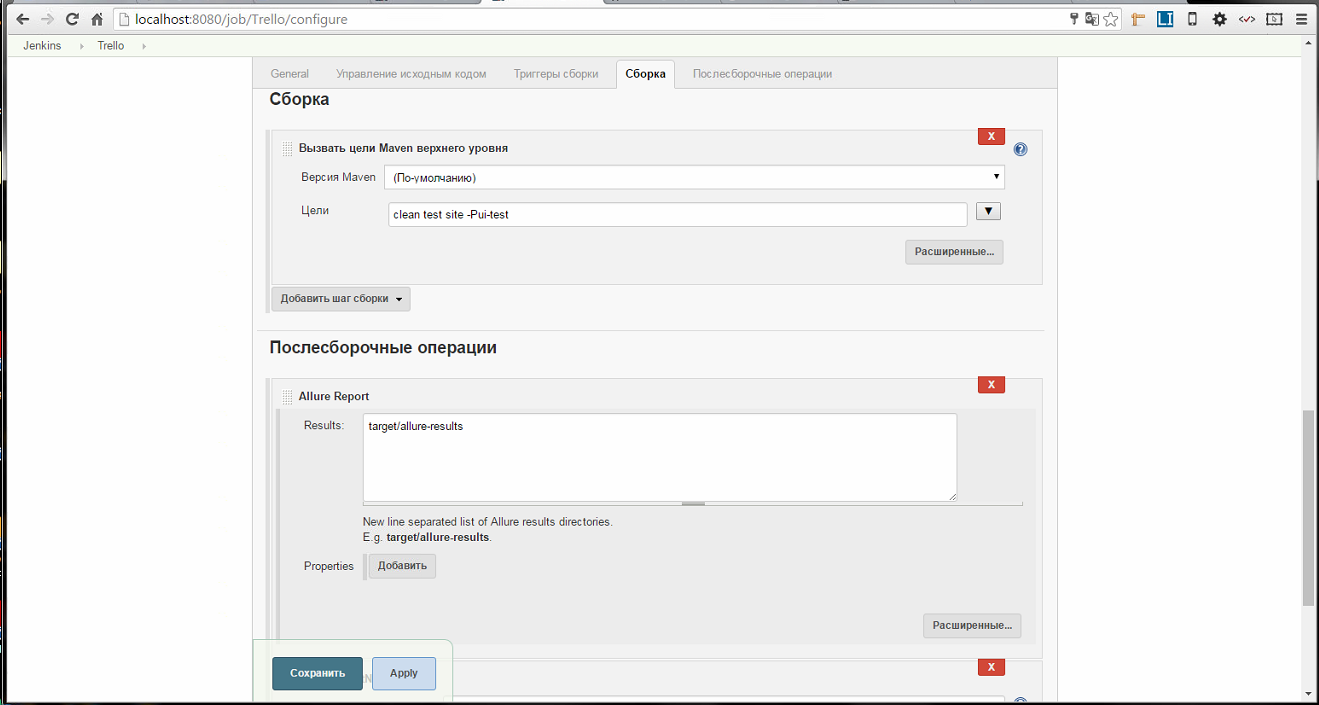 localhost:8080/job/Trello/configure
Jenkins Trello
General Управление исходным кодом Триггеры сборки Сборка Послесборочные операции
Сборка
X
Вызвать цели Maven верхнего уровня
Версия Maven (По-умолчанию)
Цели clean test site -Pui-test
Расширенные...
Добавить шаг сборки
Послесборочные операции
X
Allure Report
Results: target/allure-results
New line separated list of Allure results directories.
E.g. target/allure-results.
Properties Добавить
Расширенные...
X
Сохранить Apply